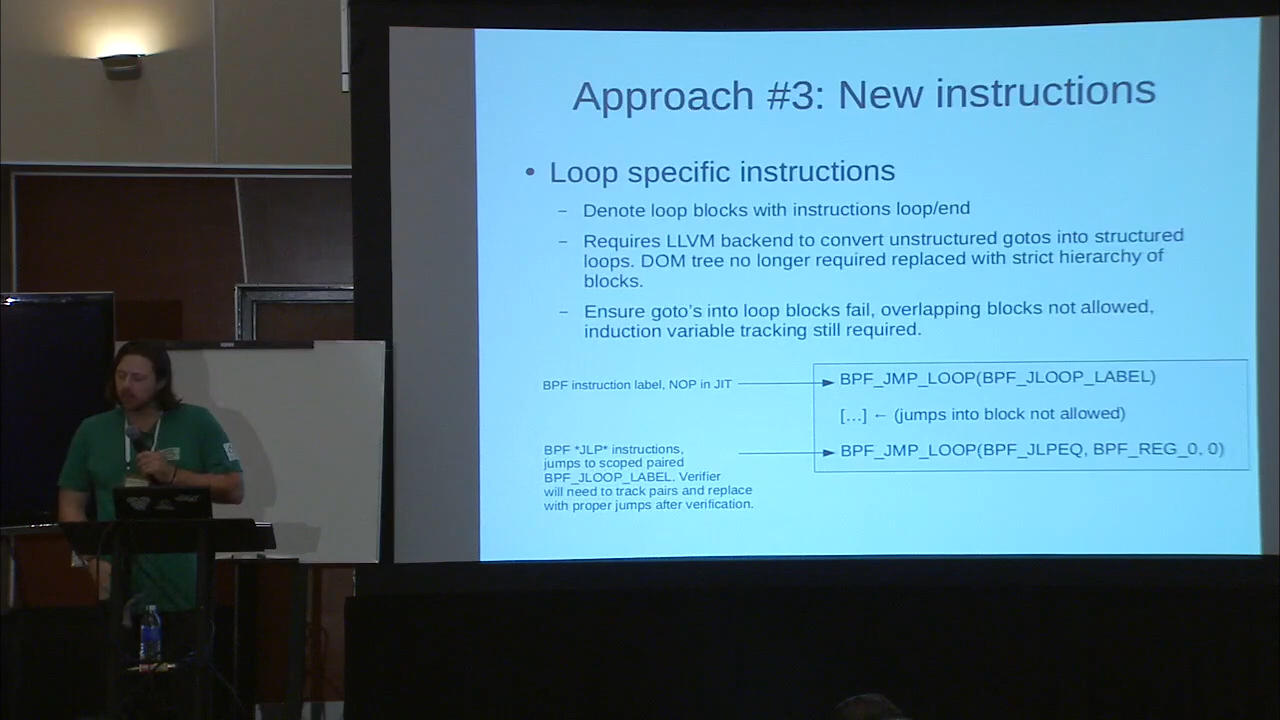 Approach #3: New instructions
• Loop specific instructions
– Denote loop blocks with instructions loop/end
– Requires LLVM backend to convert unstructured gotos into structured
loops. DOM tree no longer required replaced with strict hierarchy of
blocks.
– Ensure goto's into loop blocks fail, overlapping blocks not allowed,
induction variable tracking still required.
BPF instruction label, NOP in JIT
BPF_JMP_LOOP(BPF_JLOOP_LABEL)
[…] ← (jumps into block not allowed)
BPF *JLP* instructions,
jumps to scoped paired
BPF_JLOOP_LABEL. Verifier
will need to track pairs and replace
with proper jumps after verification.
BPF_JMP_LOOP(BPF_JLPEQ, BPF_REG_0, 0)